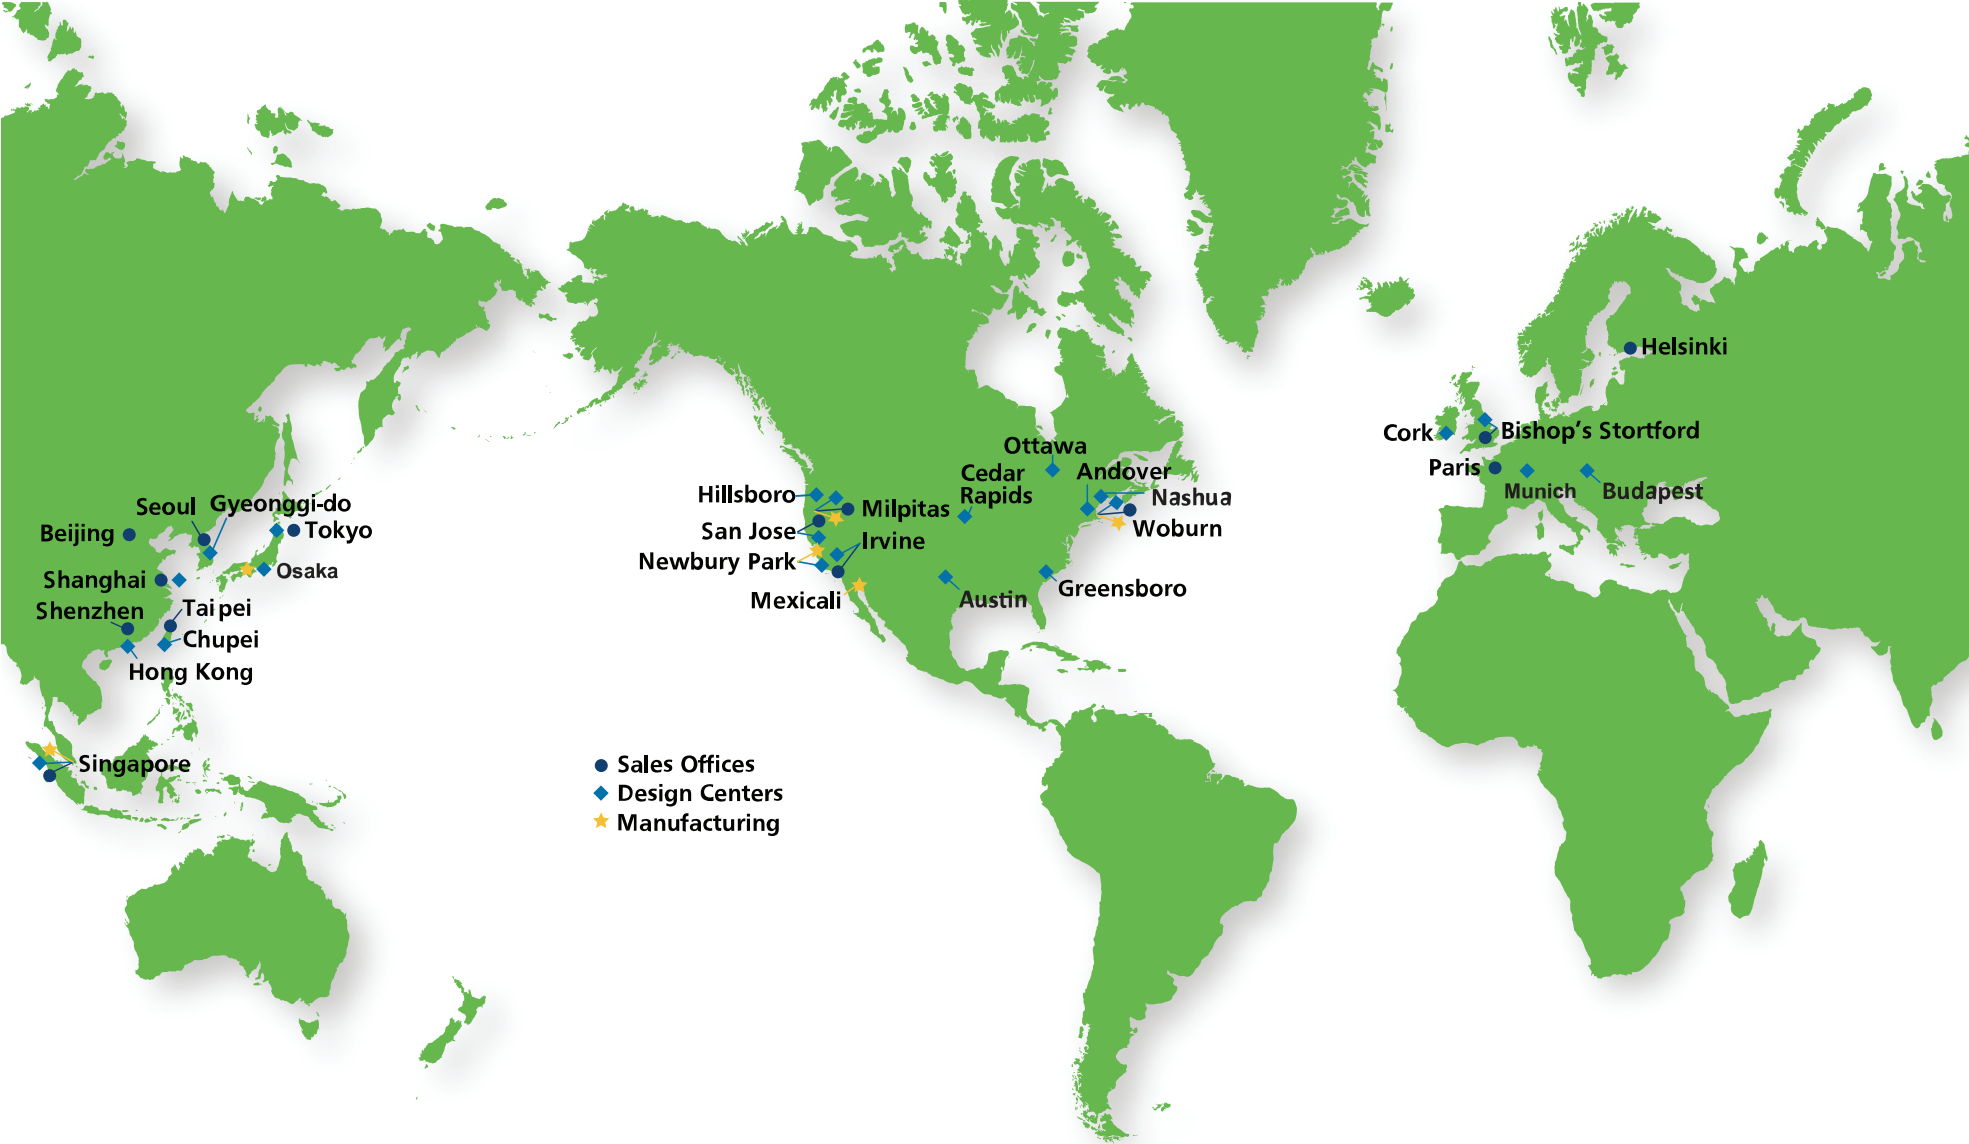 Helsinki
Cork
Bishop's Stortford
Paris
Munich
Budapest
Ottawa
Cedar
Rapids
Andover
Nashua
Woburn
Hillsboro
Milpitas
San Jose
Irvine
Newbury Park
Mexicali
Austin
Greensboro
Seoul
Gyeonggi-do
Beijing
Tokyo
Shanghai
Osaka
Shenzhen
Taipei
Chupei
Hong Kong
Singapore
Sales Offices
Design Centers
Manufacturing